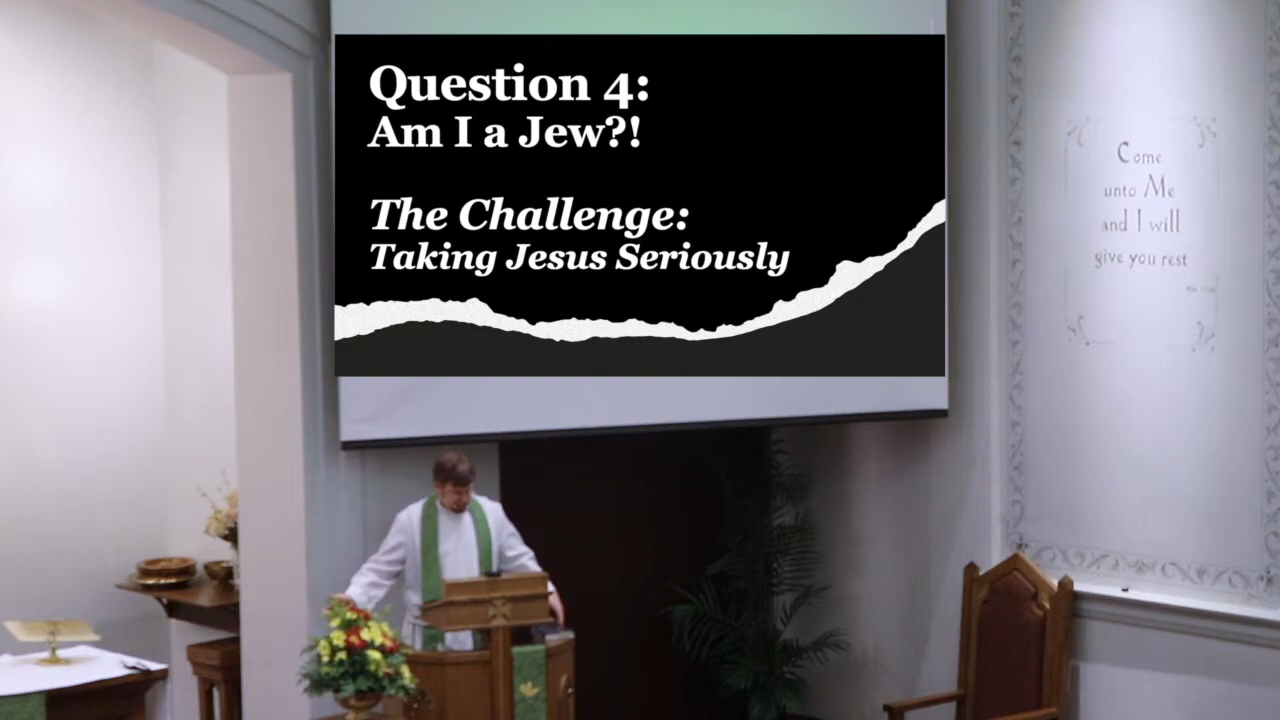 Question 4:
Am I a Jew?!
The Challenge:
Taking Jesus Seriously
Come
unto Me
and I will
give you rest